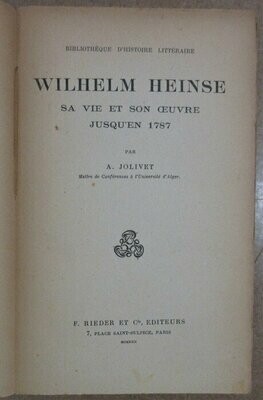 BIBLIOTHÈQUE D'HISTOIRE LITTÉRAIRE
WILHELM HEINSE
SA VIE ET SON ŒUVRE
JUSQU'EN 1787
PAR
A. JOLIVET
Maître de Conférences à l'Université d'Alger.
F. RIEDER ET Cie, EDITEURS
7, PLACE SAINT-SULPICE, PARIS